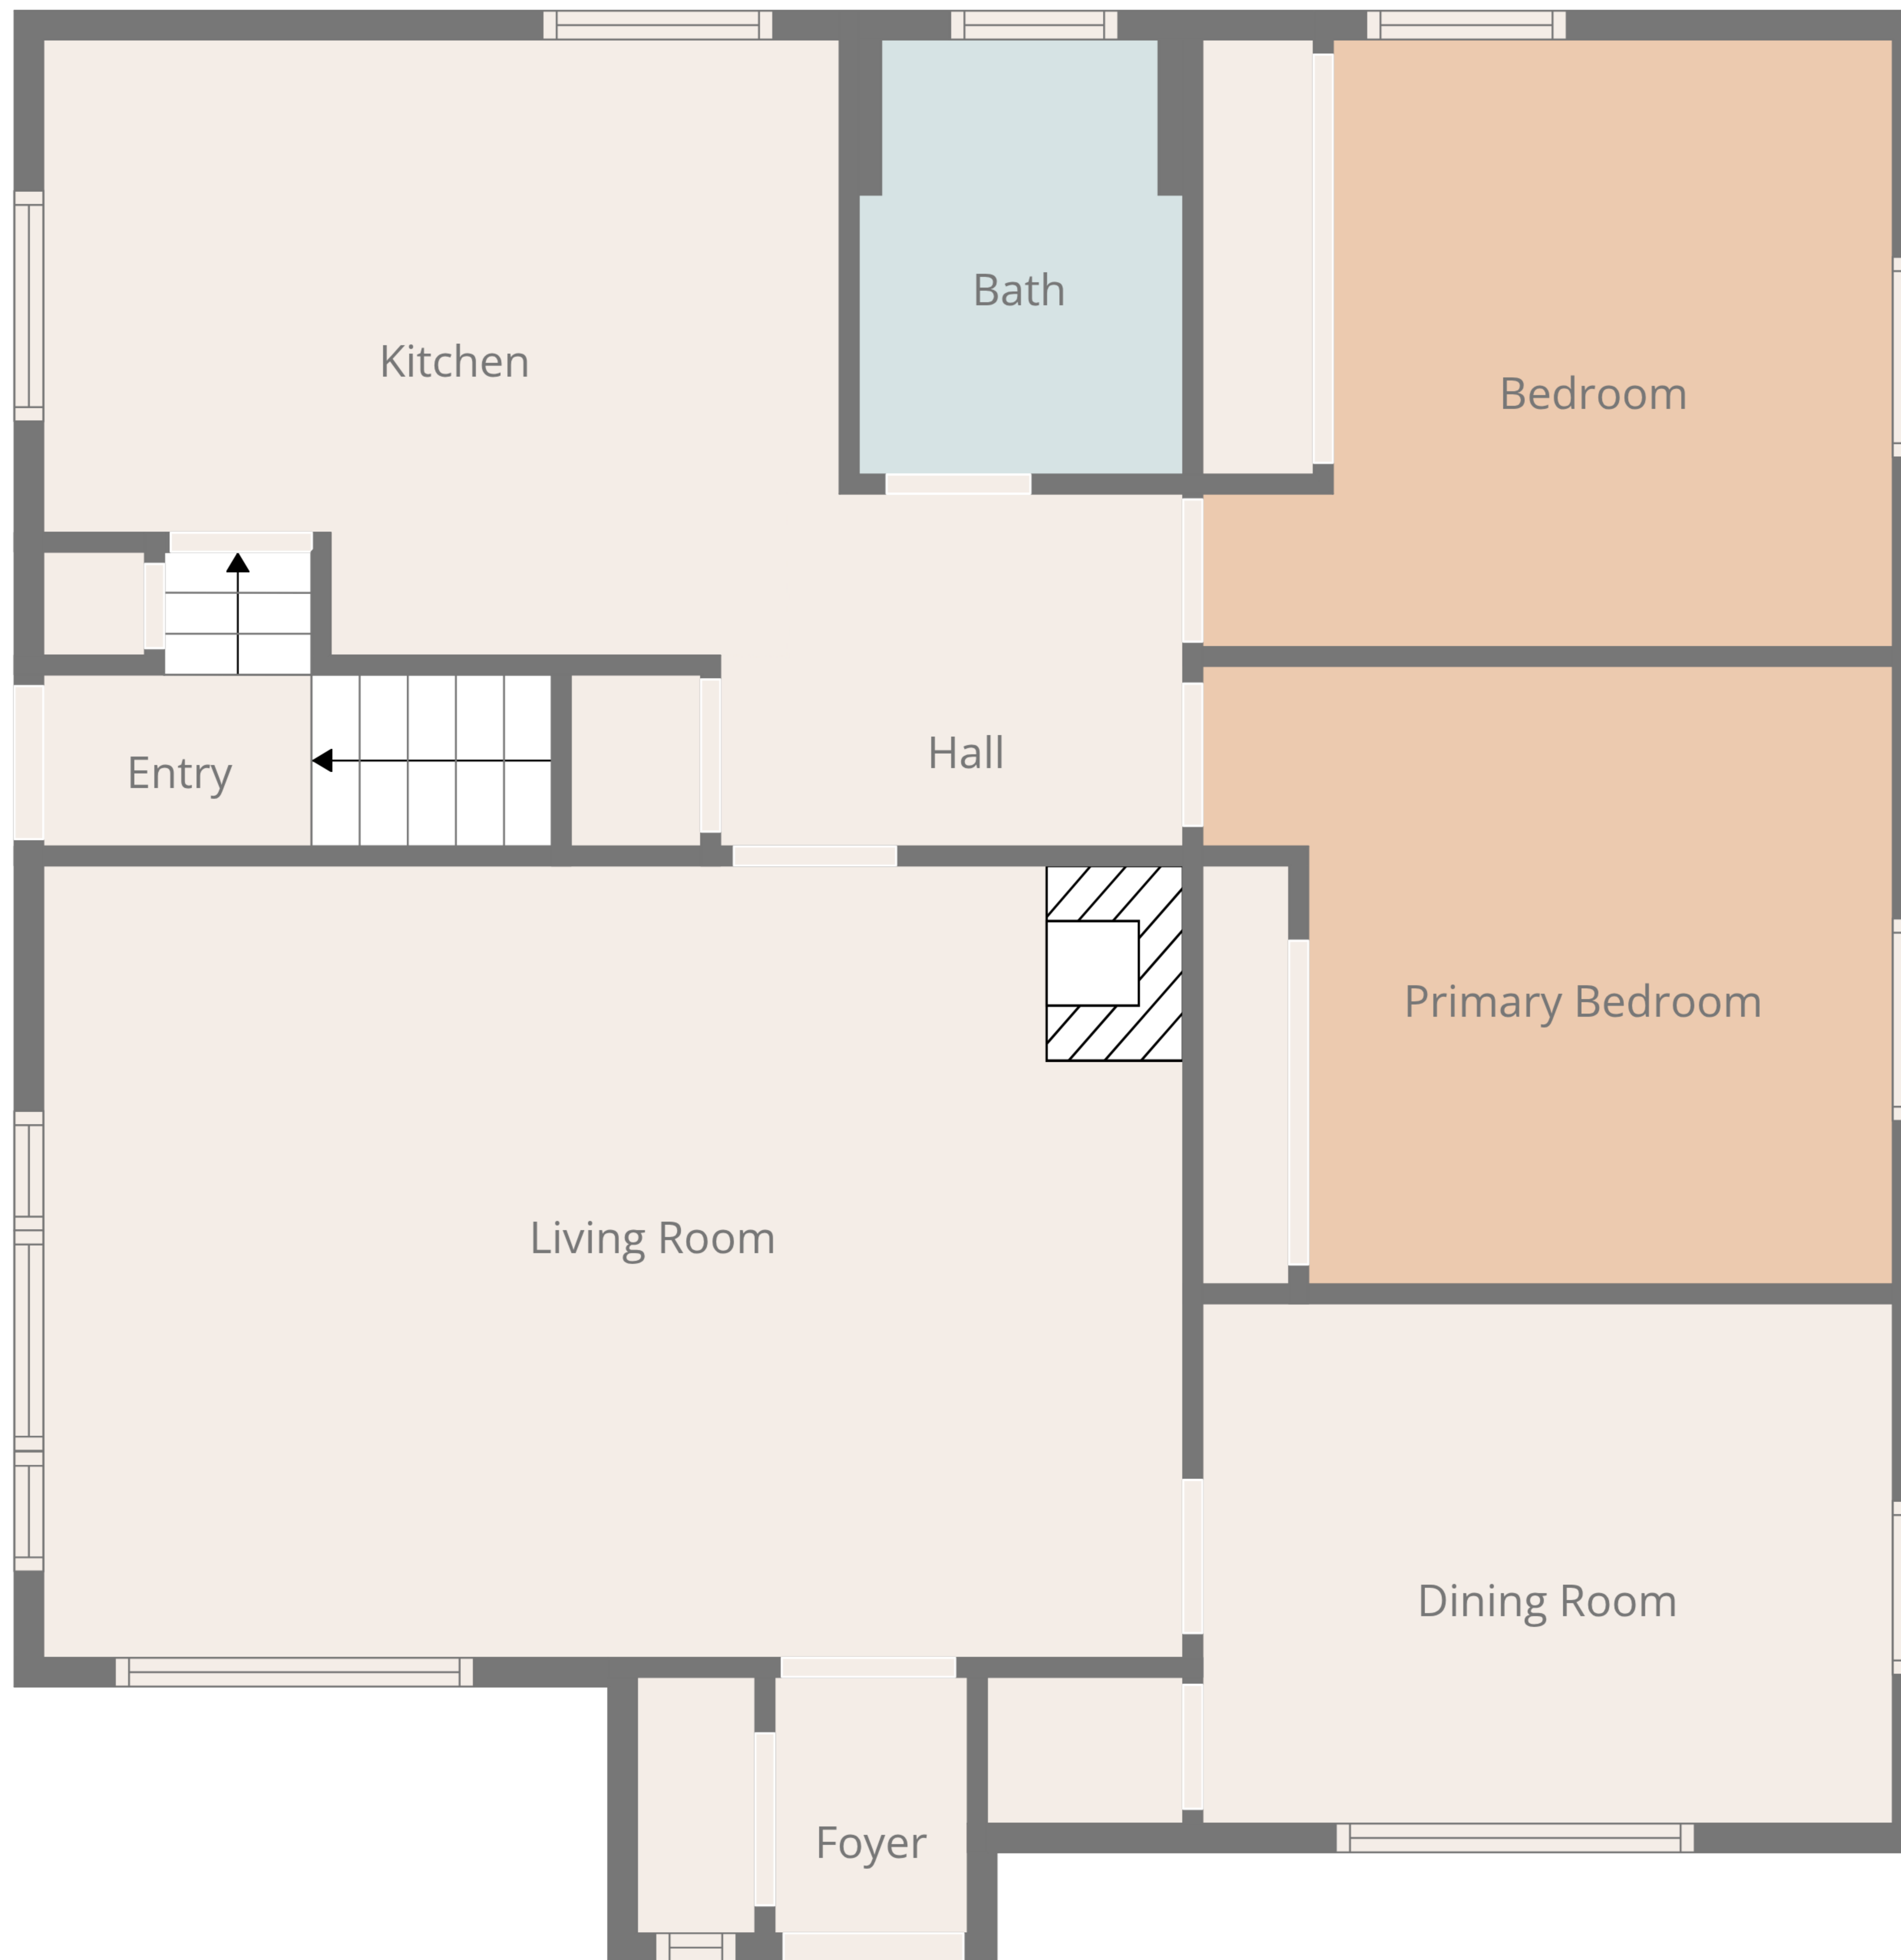 Bath
Kitchen
Bedroom
Hall
Entry
Primary Bedroom
Living Room
Dining Room
Foyer